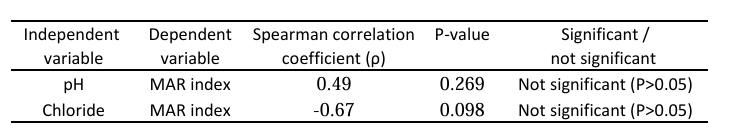 Independent variable Dependent variable Spearman correlation coefficient (ρ) P-value Significant / not significant
pH MAR index 0.49 0.269 Not significant (P>0.05)
Chloride MAR index -0.67 0.098 Not significant (P>0.05)